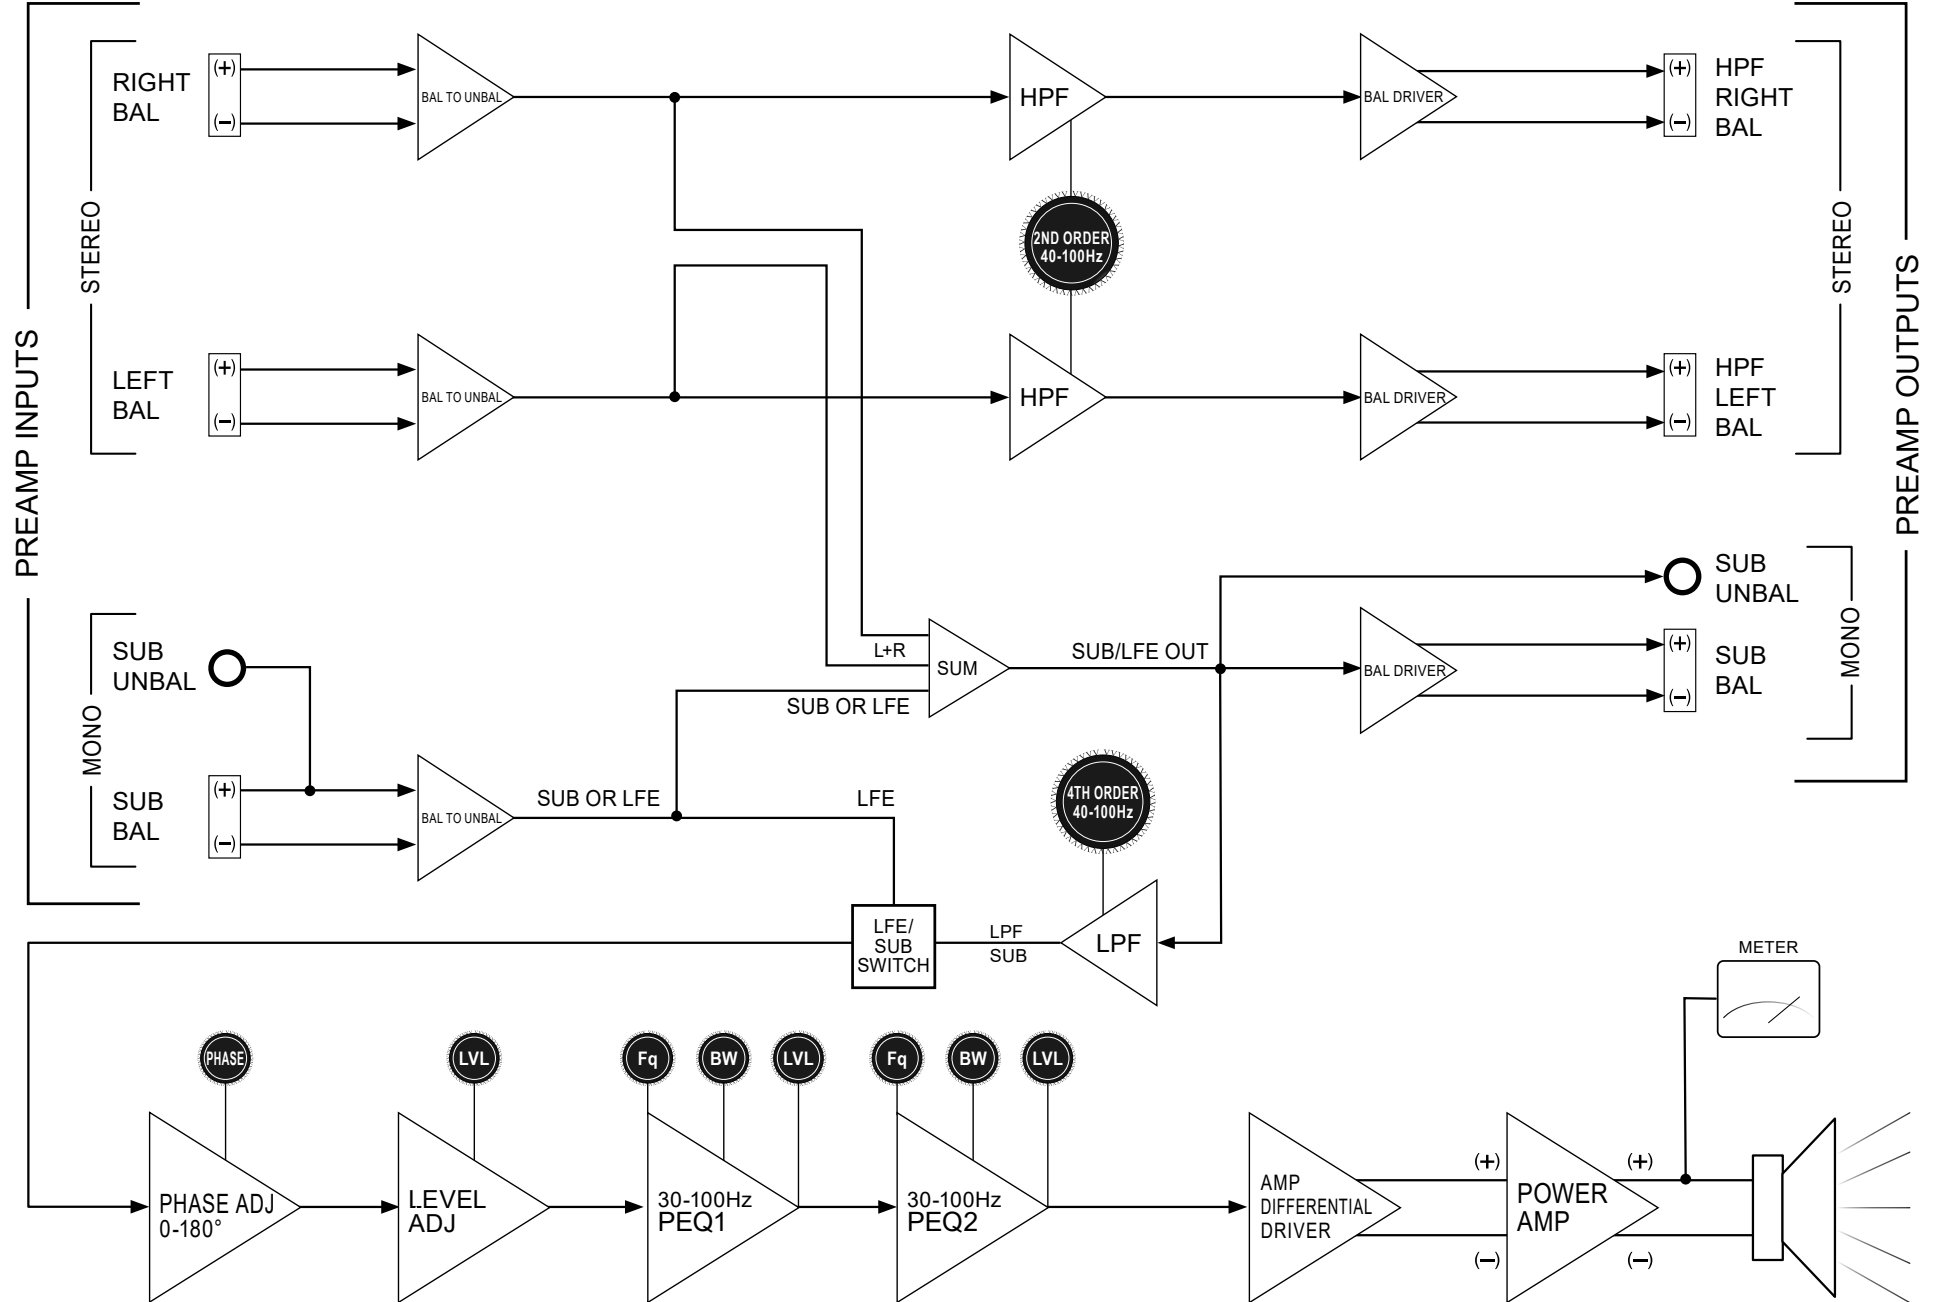 PREAMP INPUTS
STEREO
RIGHT
BAL
(+)
(−)
BAL TO UNBAL
HPF
BAL DRIVER
(+)
(−)
HPF
RIGHT
BAL
2ND ORDER
40-100Hz
STEREO
PREAMP OUTPUTS
LEFT
BAL
(+)
(−)
BAL TO UNBAL
HPF
BAL DRIVER
(+)
(−)
HPF
LEFT
BAL
MONO
SUB
UNBAL
L+R
SUM
SUB OR LFE
SUB/LFE OUT
SUB
UNBAL
BAL DRIVER
(+)
(−)
SUB
BAL
MONO
SUB
BAL
(+)
(−)
BAL TO UNBAL
SUB OR LFE
LFE
4TH ORDER
40-100Hz
LFE/
SUB
SWITCH
LPF
SUB
LPF
METER
PHASE
LVL
Fq
BW
LVL
Fq
BW
LVL
PHASE ADJ
0-180°
LEVEL
ADJ
30-100Hz
PEQ1
30-100Hz
PEQ2
AMP
DIFFERENTIAL
DRIVER
(+)
(−)
POWER
AMP
(+)
(−)